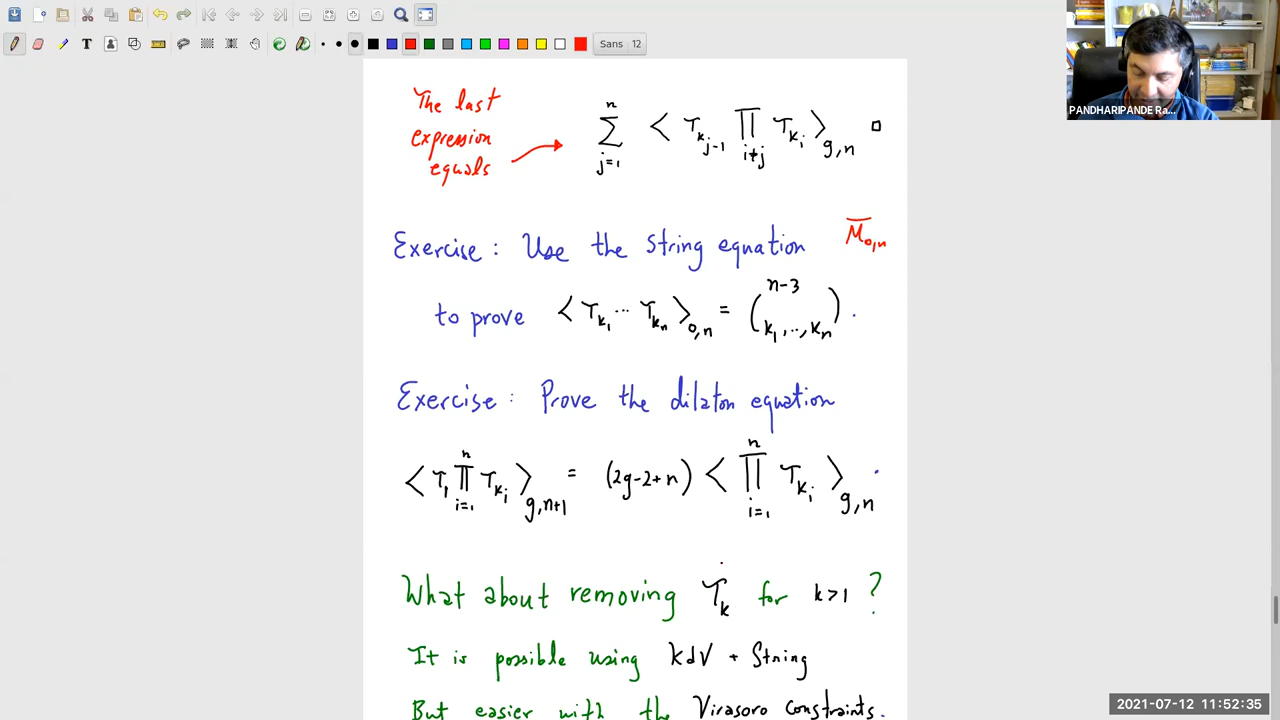 T
Sans 12
PANDHARIPANDE Ra...
The last
expression
equals
n
Σ < τ_{k_j-1} ∏ τ_{k_i} >_{g,n} □
j=1 i≠j
Exercise : Use the string equation M̅_{0,n}
to prove < τ_{k_1} ... τ_{k_n} >_{0,n} = ( n-3 / k_1, .., k_n ) .
Exercise : Prove the dilaton equation
< τ_1 ∏_{i=1}^{n} τ_{k_i} >_{g,n+1} = (2g-2+n) < ∏_{i=1}^{n} τ_{k_i} >_{g,n} .
What about removing τ_k for k>1 ?
It is possible using KdV + String
But easier with the Virasoro constraints.
2021-07-12 11:52:35